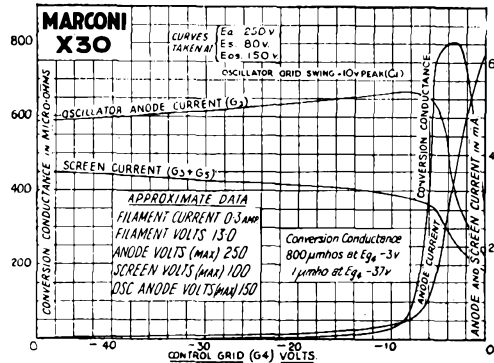 MARCONI
X30
CURVES TAKEN AT
Ea. 250v
Es. 80v.
Eos. 150v
OSCILLATOR GRID SWING = 10v PEAK (G1)
CONVERSION CONDUCTANCE IN MICRO-OHMS
800
600
400
200
0
OSCILLATOR ANODE CURRENT (G2)
SCREEN CURRENT (G3+G5)
APPROXIMATE DATA
FILAMENT CURRENT 0·3 AMP
FILAMENT VOLTS 13·0
ANODE VOLTS (MAX) 250
SCREEN VOLTS (MAX) 100
OSC ANODE VOLTS (MAX) 150
Conversion Conductance
800 μmhos at Eg4 -3v
1 μmho at Eg4 -37v
CONVERSION CONDUCTANCE
ANODE CURRENT
ANODE AND SCREEN CURRENT in mA.
6
4
2
0
-40
-30
-20
-10
0
CONTROL GRID (G4) VOLTS.